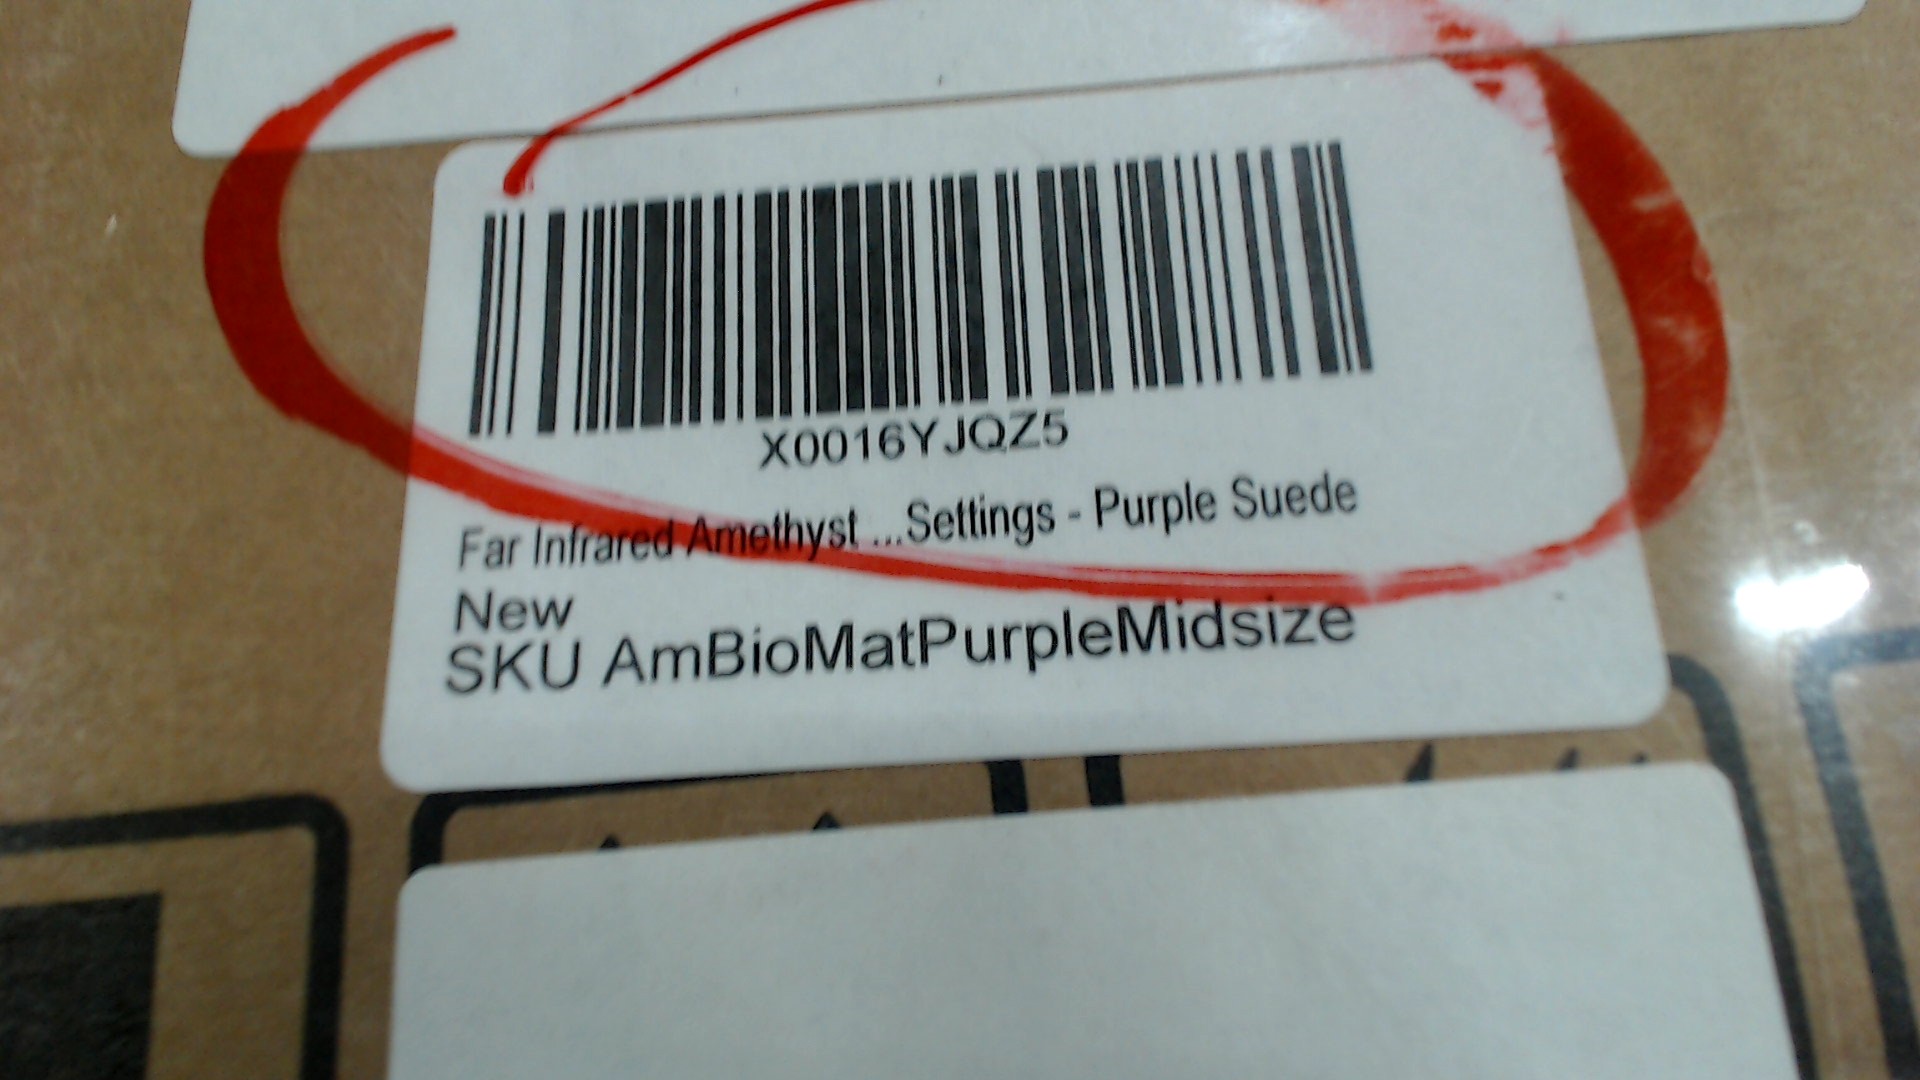 X0016YJQZ5
Far Infrared Amethyst ...Settings - Purple Suede
New
SKU AmBioMatPurpleMidsize